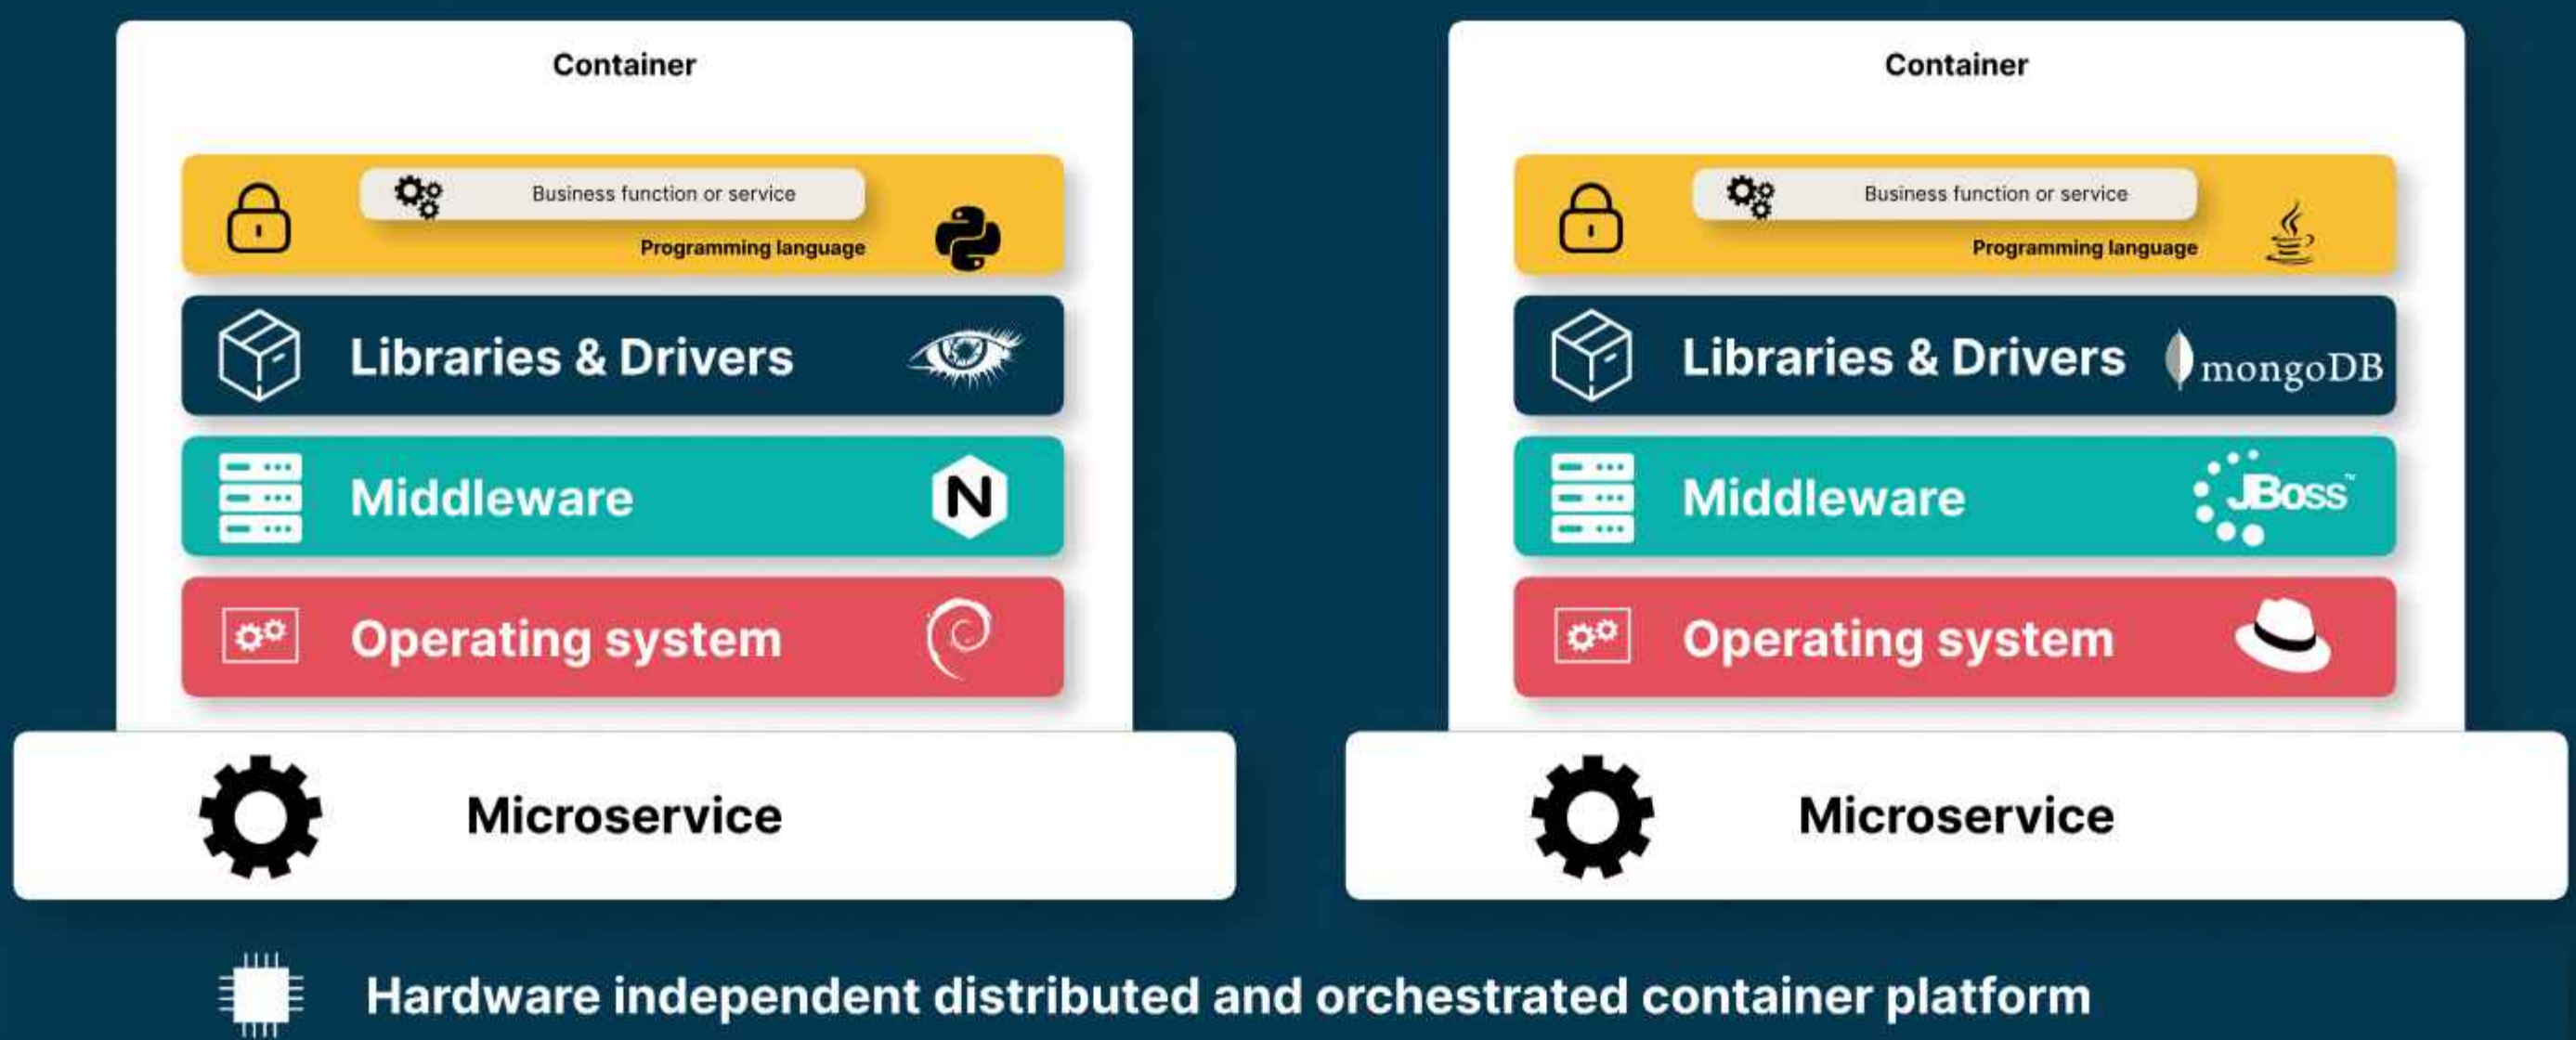 Container
Business function or service
Programming language
Libraries & Drivers
Middleware
N
Operating system
Microservice
Container
Business function or service
Programming language
Libraries & Drivers
mongoDB
Middleware
JBoss™
Operating system
Microservice
Hardware independent distributed and orchestrated container platform